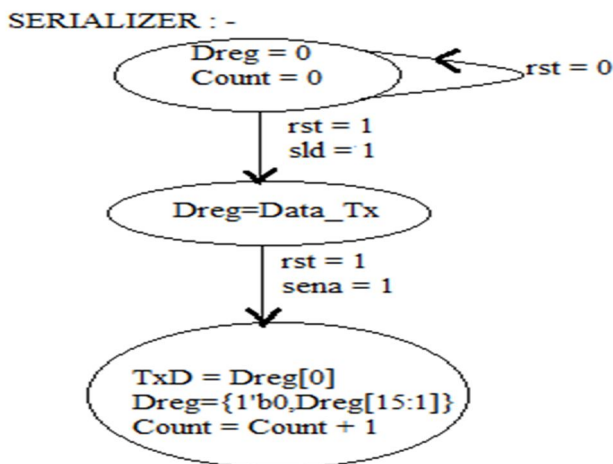 SERIALIZER : -
Dreg = 0
Count = 0
rst = 0
rst = 1
sld = 1
Dreg=Data_Tx
rst = 1
sena = 1
TxD = Dreg[0]
Dreg={1'b0,Dreg[15:1]}
Count = Count + 1